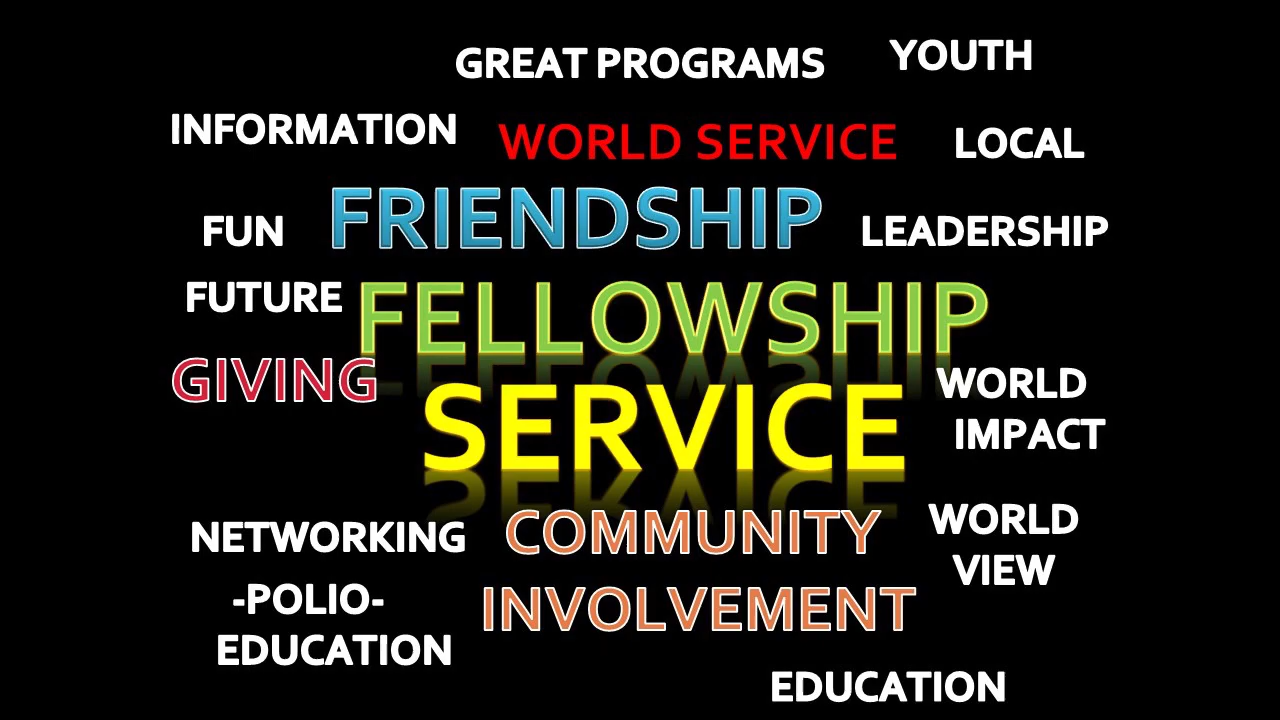 GREAT PROGRAMS
YOUTH
INFORMATION
WORLD SERVICE
LOCAL
FUN
FRIENDSHIP
LEADERSHIP
FUTURE
FELLOWSHIP
GIVING
SERVICE
WORLD
IMPACT
NETWORKING
COMMUNITY
INVOLVEMENT
WORLD
VIEW
-POLIO-
EDUCATION
EDUCATION